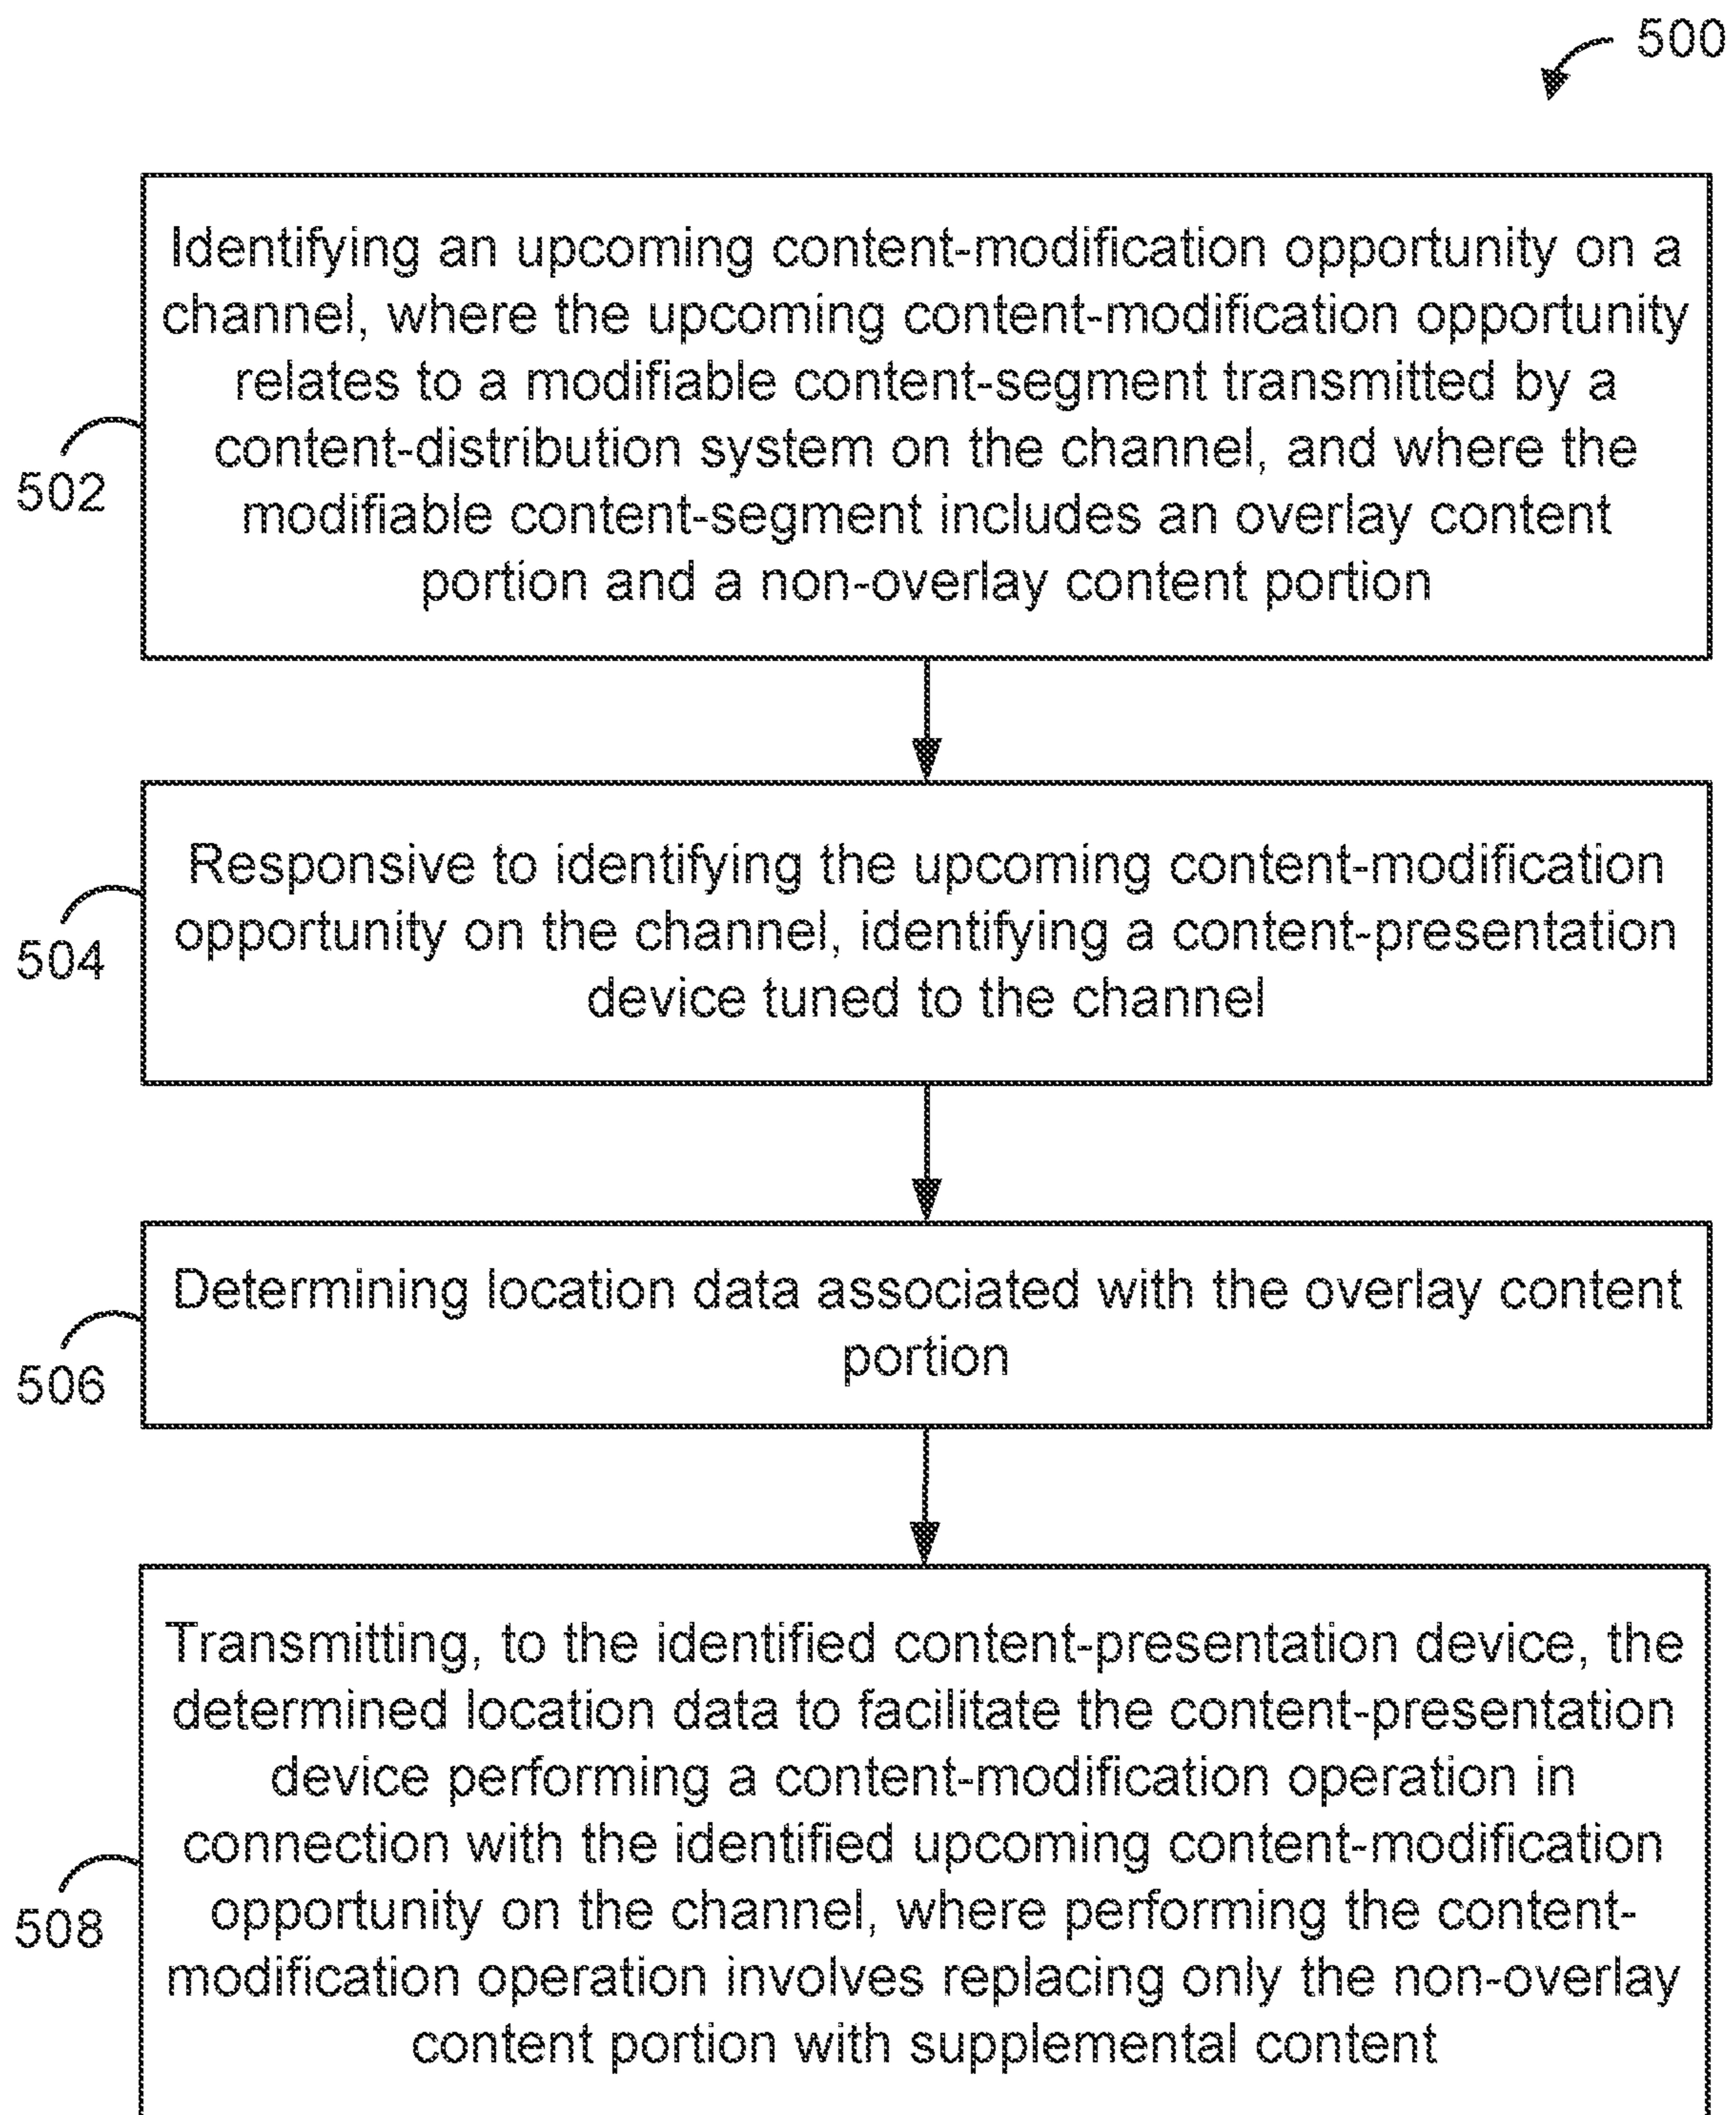 500
Identifying an upcoming content-modification opportunity on a
channel, where the upcoming content-modification opportunity
relates to a modifiable content-segment transmitted by a
content-distribution system on the channel, and where the
modifiable content-segment includes an overlay content
portion and a non-overlay content portion
502
Responsive to identifying the upcoming content-modification
opportunity on the channel, identifying a content-presentation
device tuned to the channel
504
Determining location data associated with the overlay content
portion
506
Transmitting, to the identified content-presentation device, the
determined location data to facilitate the content-presentation
device performing a content-modification operation in
connection with the identified upcoming content-modification
opportunity on the channel, where performing the content-
modification operation involves replacing only the non-overlay
content portion with supplemental content
508